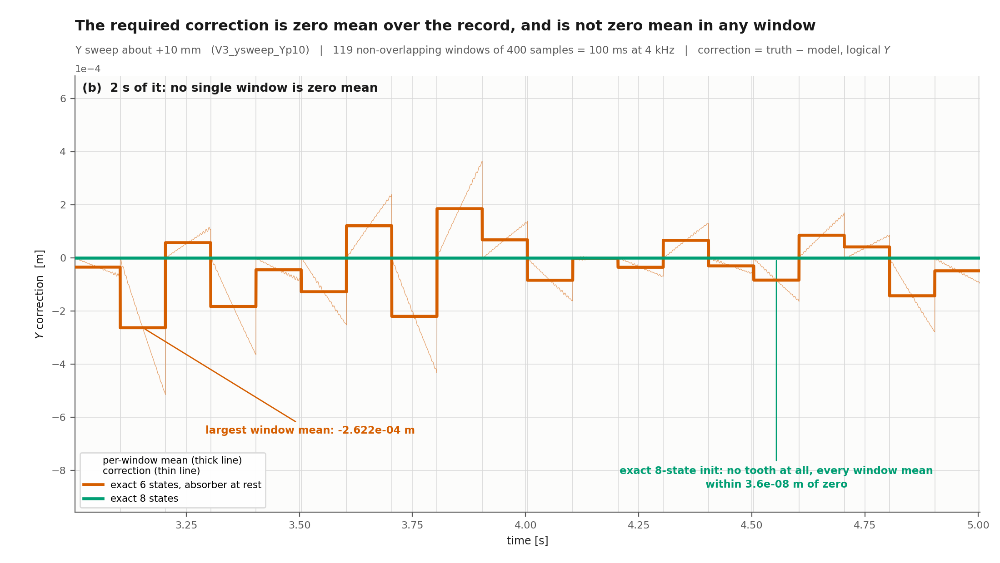 The required correction is zero mean over the record, and is not zero mean in any window
Y sweep about +10 mm   (V3_ysweep_Yp10)   |   119 non-overlapping windows of 400 samples = 100 ms at 4 kHz   |   correction = truth − model, logical Y
1e−4
(b)  2 s of it: no single window is zero mean
6
4
2
0
−2
−4
−6
−8
Y correction  [m]
largest window mean: -2.622e-04 m
exact 8-state init: no tooth at all, every window mean
within 3.6e-08 m of zero
per-window mean (thick line)
correction (thin line)
exact 6 states, absorber at rest
exact 8 states
3.25
3.50
3.75
4.00
4.25
4.50
4.75
5.00
time [s]